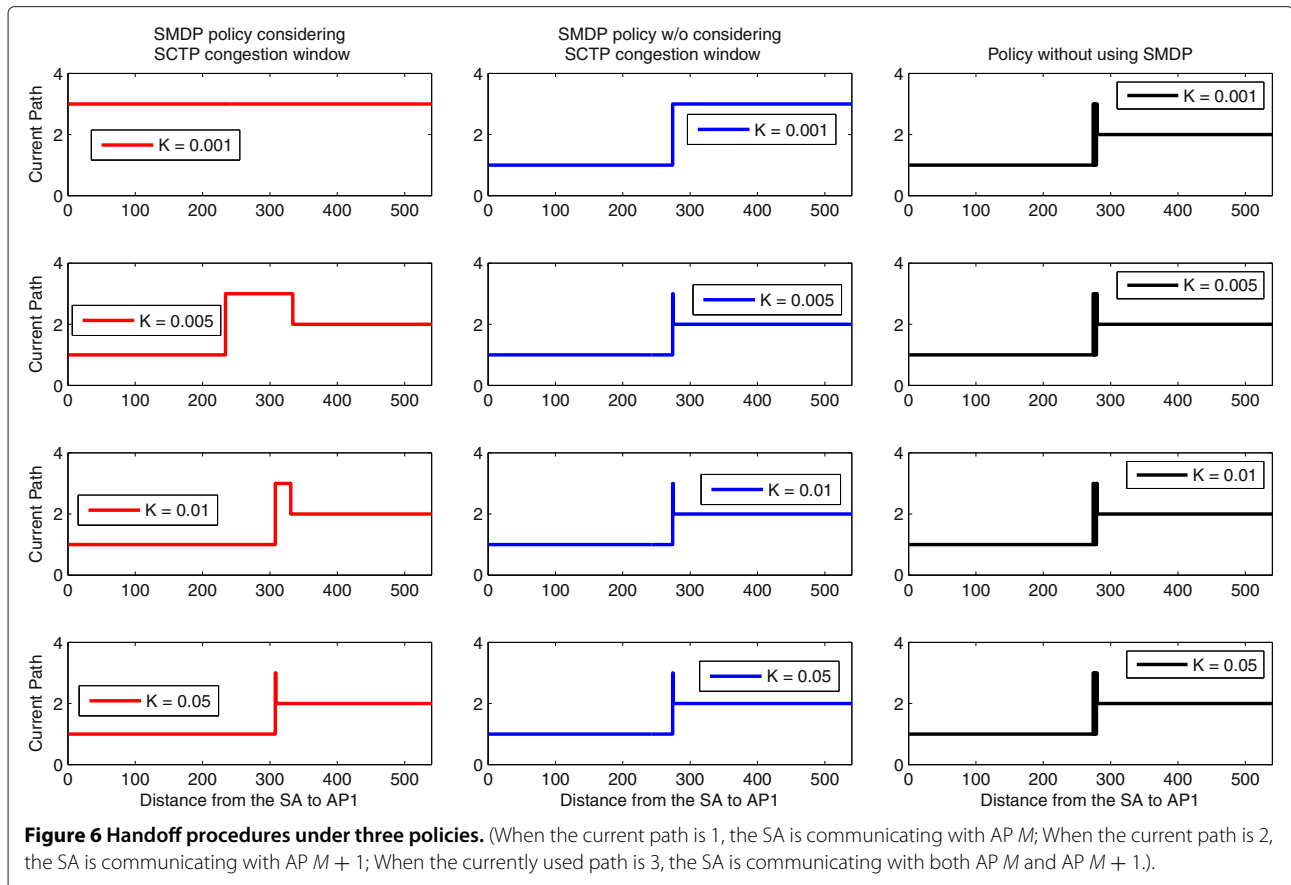 SMDP policy considering
SCTP congestion window
SMDP policy w/o considering
SCTP congestion window
Policy without using SMDP
Current Path
4
2
0
K = 0.001
0 100 200 300 400 500
4
2
0
K = 0.001
0 100 200 300 400 500
4
2
0
K = 0.001
0 100 200 300 400 500
Current Path
4
2
0
K = 0.005
0 100 200 300 400 500
4
2
0
K = 0.005
0 100 200 300 400 500
4
2
0
K = 0.005
0 100 200 300 400 500
Current Path
4
2
0
K = 0.01
0 100 200 300 400 500
4
2
0
K = 0.01
0 100 200 300 400 500
4
2
0
K = 0.01
0 100 200 300 400 500
Current Path
4
2
0
K = 0.05
0 100 200 300 400 500
Distance from the SA to AP1
4
2
0
K = 0.05
0 100 200 300 400 500
Distance from the SA to AP1
4
2
0
K = 0.05
0 100 200 300 400 500
Distance from the SA to AP1
Figure 6 Handoff procedures under three policies. (When the current path is 1, the SA is communicating with AP M; When the current path is 2,
the SA is communicating with AP M + 1; When the currently used path is 3, the SA is communicating with both AP M and AP M + 1.).